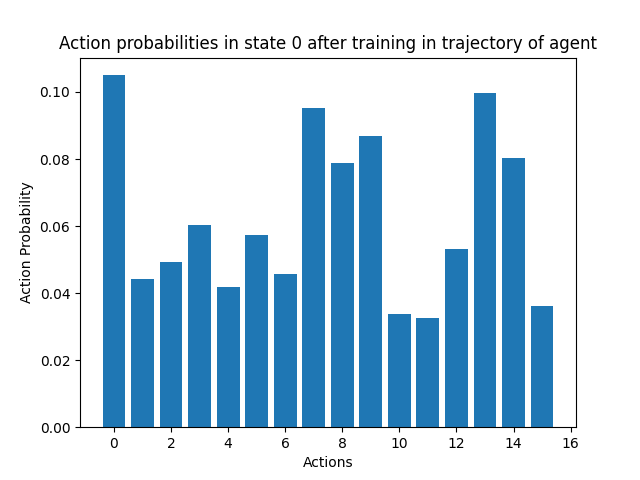 Action probabilities in state 0 after training in trajectory of agent
0.10
0.08
0.06
0.04
0.02
0.00
Action Probability
0 2 4 6 8 10 12 14 16
Actions